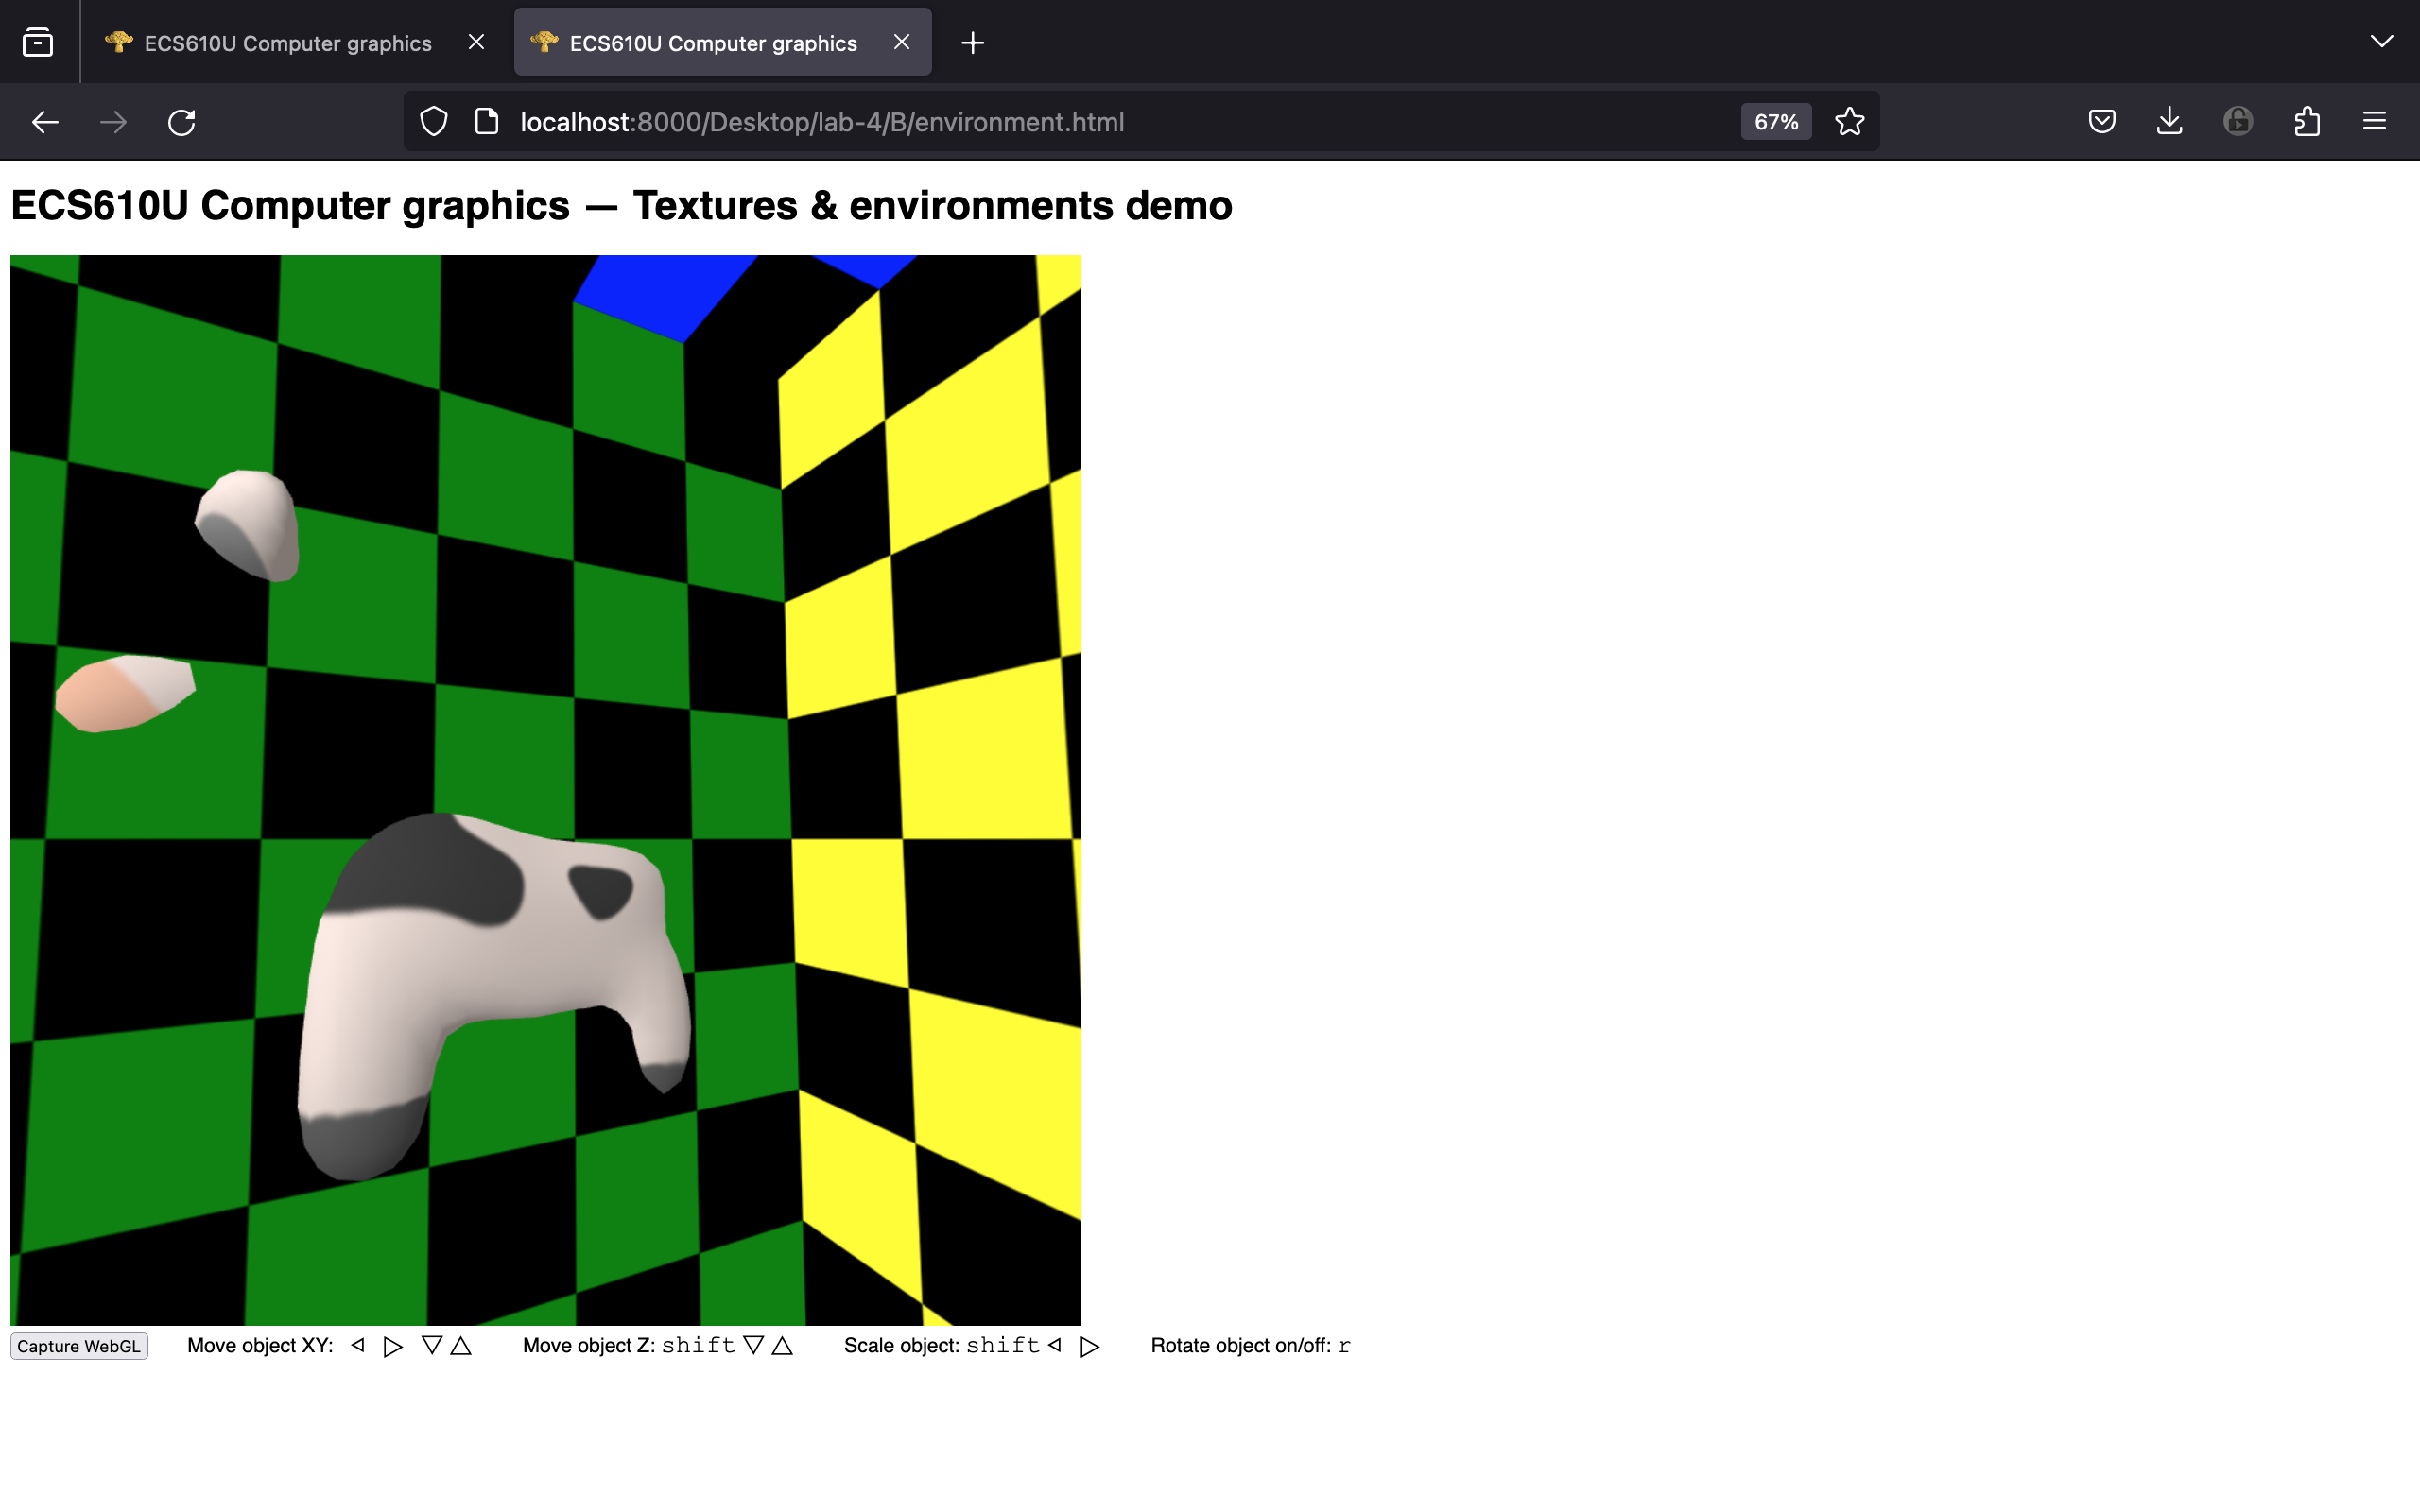 ECS610U Computer graphics
ECS610U Computer graphics
localhost:8000/Desktop/lab-4/B/environment.html
67%
ECS610U Computer graphics — Textures & environments demo
Capture WebGL Move object XY: ◁ ▷ ▽ △ Move object Z: shift ▽ △ Scale object: shift ◁ ▷ Rotate object on/off: r